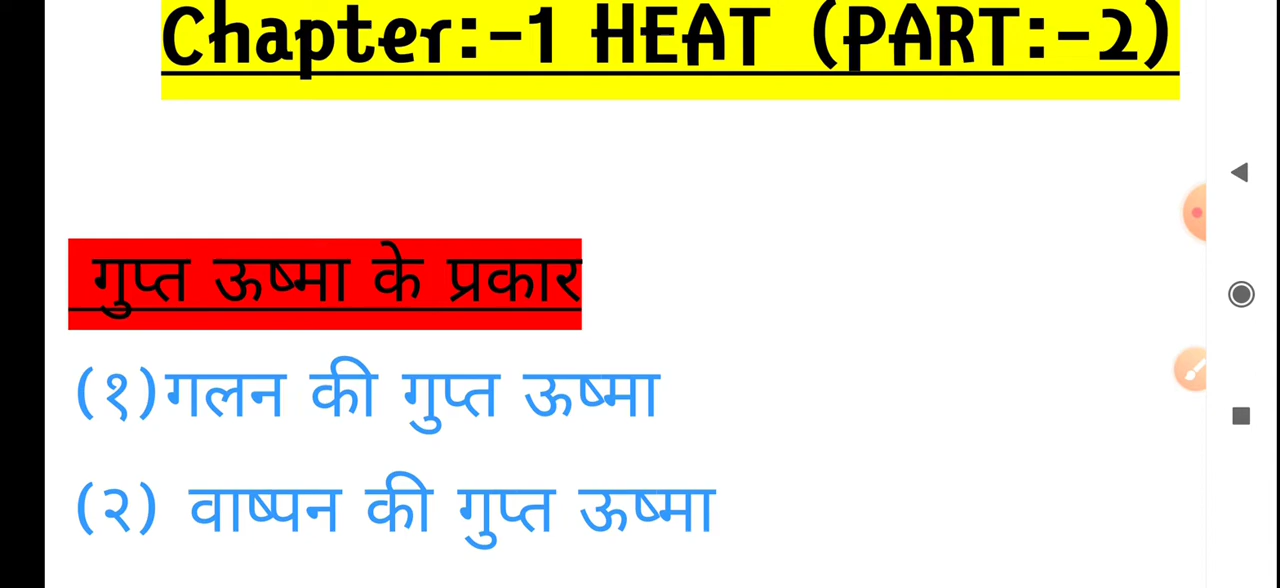 Chapter:-1 HEAT (PART:-2)
गुप्त ऊष्मा के प्रकार
(१)गलन की गुप्त ऊष्मा
(२) वाष्पन की गुप्त ऊष्मा